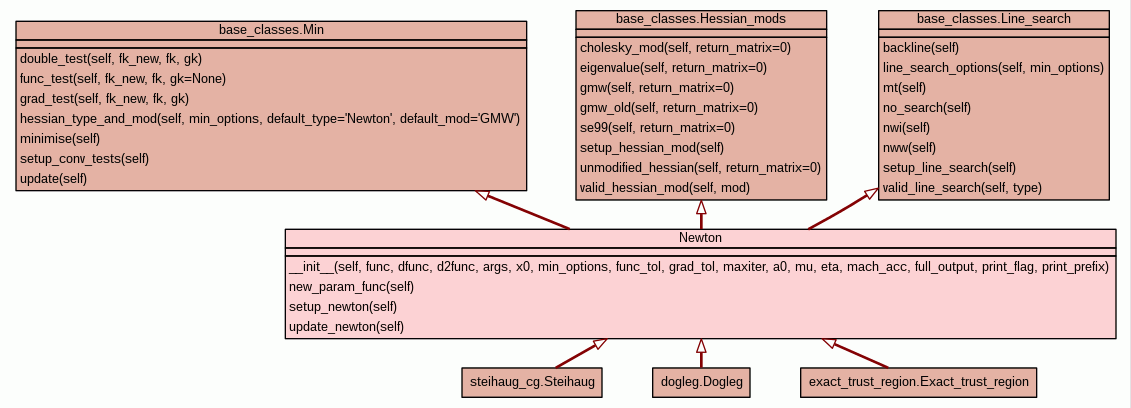 base_classes.Min
double_test(self, fk_new, fk, gk)
func_test(self, fk_new, fk, gk=None)
grad_test(self, fk_new, fk, gk)
hessian_type_and_mod(self, min_options, default_type='Newton', default_mod='GMW')
minimise(self)
setup_conv_tests(self)
update(self)
base_classes.Hessian_mods
cholesky_mod(self, return_matrix=0)
eigenvalue(self, return_matrix=0)
gmw(self, return_matrix=0)
gmw_old(self, return_matrix=0)
se99(self, return_matrix=0)
setup_hessian_mod(self)
unmodified_hessian(self, return_matrix=0)
valid_hessian_mod(self, mod)
base_classes.Line_search
backline(self)
line_search_options(self, min_options)
mt(self)
no_search(self)
nwi(self)
nww(self)
setup_line_search(self)
valid_line_search(self, type)
Newton
__init__(self, func, dfunc, d2func, args, x0, min_options, func_tol, grad_tol, maxiter, a0, mu, eta, mach_acc, full_output, print_flag, print_prefix)
new_param_func(self)
setup_newton(self)
update_newton(self)
steihaug_cg.Steihaug
dogleg.Dogleg
exact_trust_region.Exact_trust_region